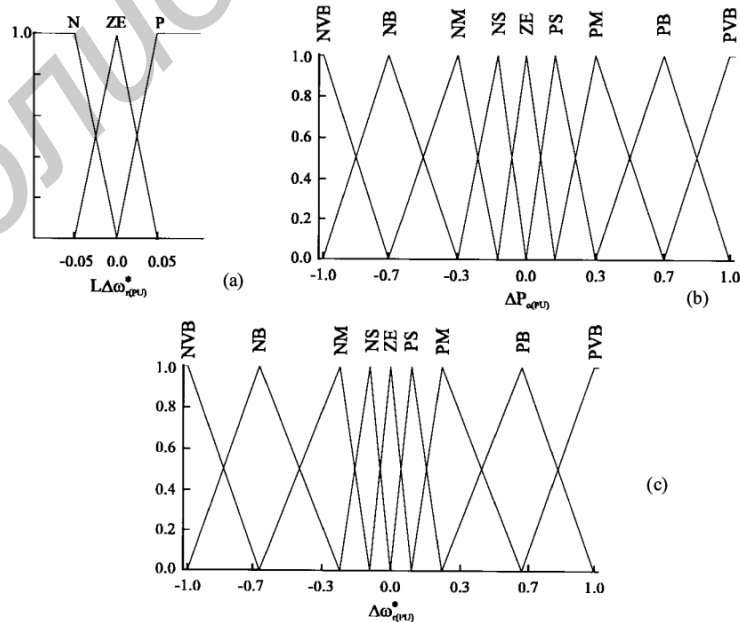 N ZE P
1.0
-0.05 0.0 0.05
LΔω*r(PU)
(a)
NVB NB NM NS ZE PS PM PB PVB
1.0
0.8
0.6
0.4
0.2
0.0
-1.0 -0.7 -0.3 0.0 0.3 0.7 1.0
ΔPo(PU)
(b)
NVB NB NM NS ZE PS PM PB PVB
1.0
0.8
0.6
0.4
0.2
0.0
-1.0 -0.7 -0.3 0.0 0.3 0.7 1.0
Δω*r(PU)
(c)